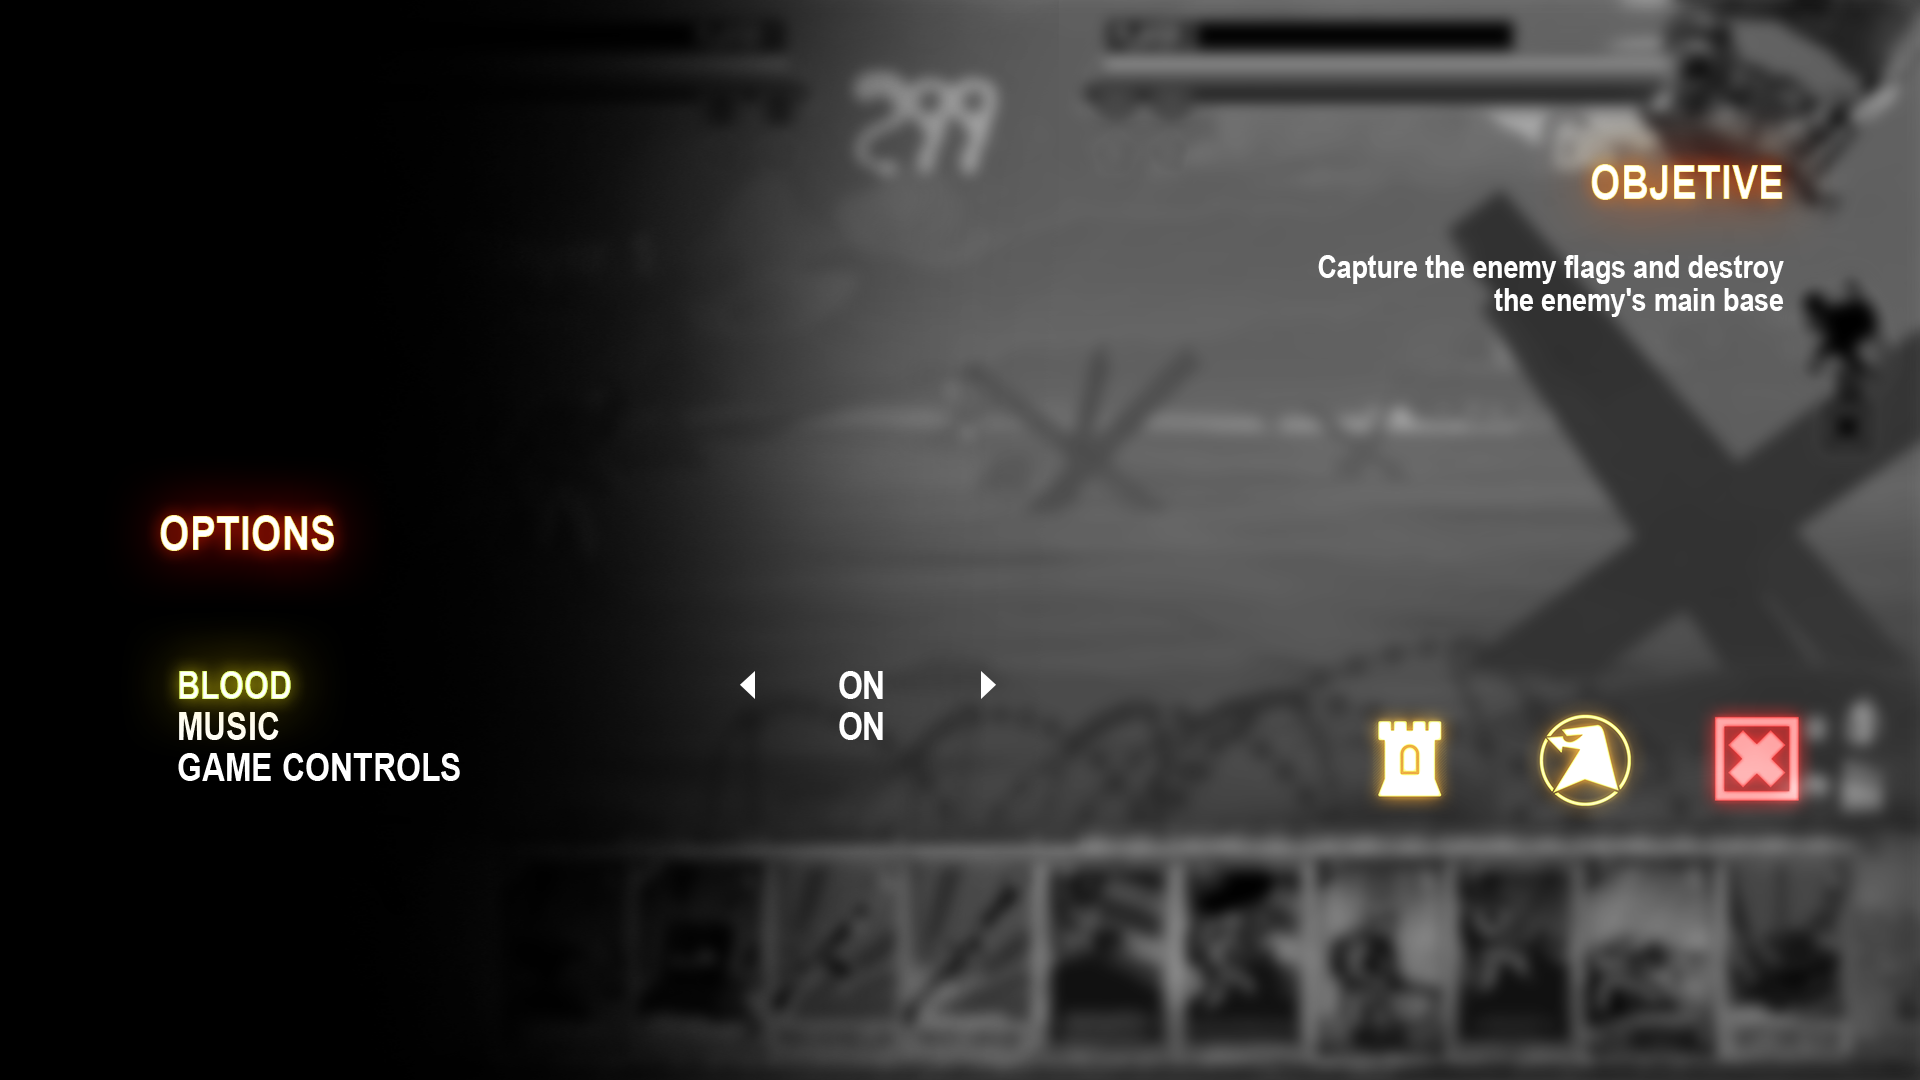 299
OBJETIVE
Capture the enemy flags and destroy
the enemy's main base
OPTIONS
BLOOD ON
MUSIC ON
GAME CONTROLS